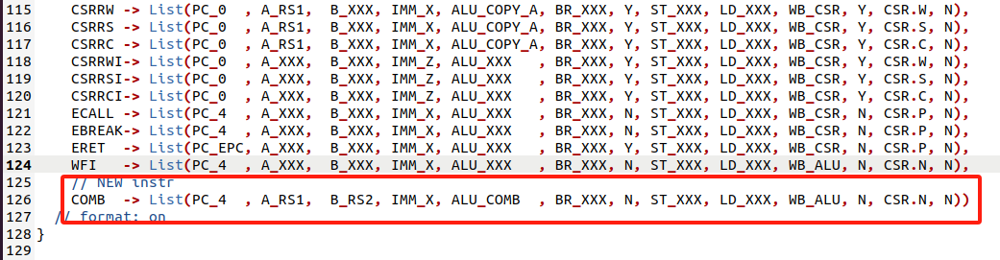 115 CSRRW -> List(PC_0  , A_RS1,  B_XXX, IMM_X, ALU_COPY_A, BR_XXX, Y, ST_XXX, LD_XXX, WB_CSR, Y, CSR.W, N),
116 CSRRS -> List(PC_0  , A_RS1,  B_XXX, IMM_X, ALU_COPY_A, BR_XXX, Y, ST_XXX, LD_XXX, WB_CSR, Y, CSR.S, N),
117 CSRRC -> List(PC_0  , A_RS1,  B_XXX, IMM_X, ALU_COPY_A, BR_XXX, Y, ST_XXX, LD_XXX, WB_CSR, Y, CSR.C, N),
118 CSRRWI-> List(PC_0  , A_XXX,  B_XXX, IMM_Z, ALU_XXX   , BR_XXX, Y, ST_XXX, LD_XXX, WB_CSR, Y, CSR.W, N),
119 CSRRSI-> List(PC_0  , A_XXX,  B_XXX, IMM_Z, ALU_XXX   , BR_XXX, Y, ST_XXX, LD_XXX, WB_CSR, Y, CSR.S, N),
120 CSRRCI-> List(PC_0  , A_XXX,  B_XXX, IMM_Z, ALU_XXX   , BR_XXX, Y, ST_XXX, LD_XXX, WB_CSR, Y, CSR.C, N),
121 ECALL -> List(PC_4  , A_XXX,  B_XXX, IMM_X, ALU_XXX   , BR_XXX, N, ST_XXX, LD_XXX, WB_CSR, N, CSR.P, N),
122 EBREAK-> List(PC_4  , A_XXX,  B_XXX, IMM_X, ALU_XXX   , BR_XXX, N, ST_XXX, LD_XXX, WB_CSR, N, CSR.P, N),
123 ERET  -> List(PC_EPC, A_XXX,  B_XXX, IMM_X, ALU_XXX   , BR_XXX, Y, ST_XXX, LD_XXX, WB_CSR, N, CSR.P, N),
124 WFI   -> List(PC_4  , A_XXX,  B_XXX, IMM_X, ALU_XXX   , BR_XXX, N, ST_XXX, LD_XXX, WB_ALU, N, CSR.N, N),
125 // NEW instr
126 COMB  -> List(PC_4  , A_RS1,  B_RS2, IMM_X, ALU_COMB  , BR_XXX, N, ST_XXX, LD_XXX, WB_ALU, N, CSR.N, N))
127 // format: on
128 }
129